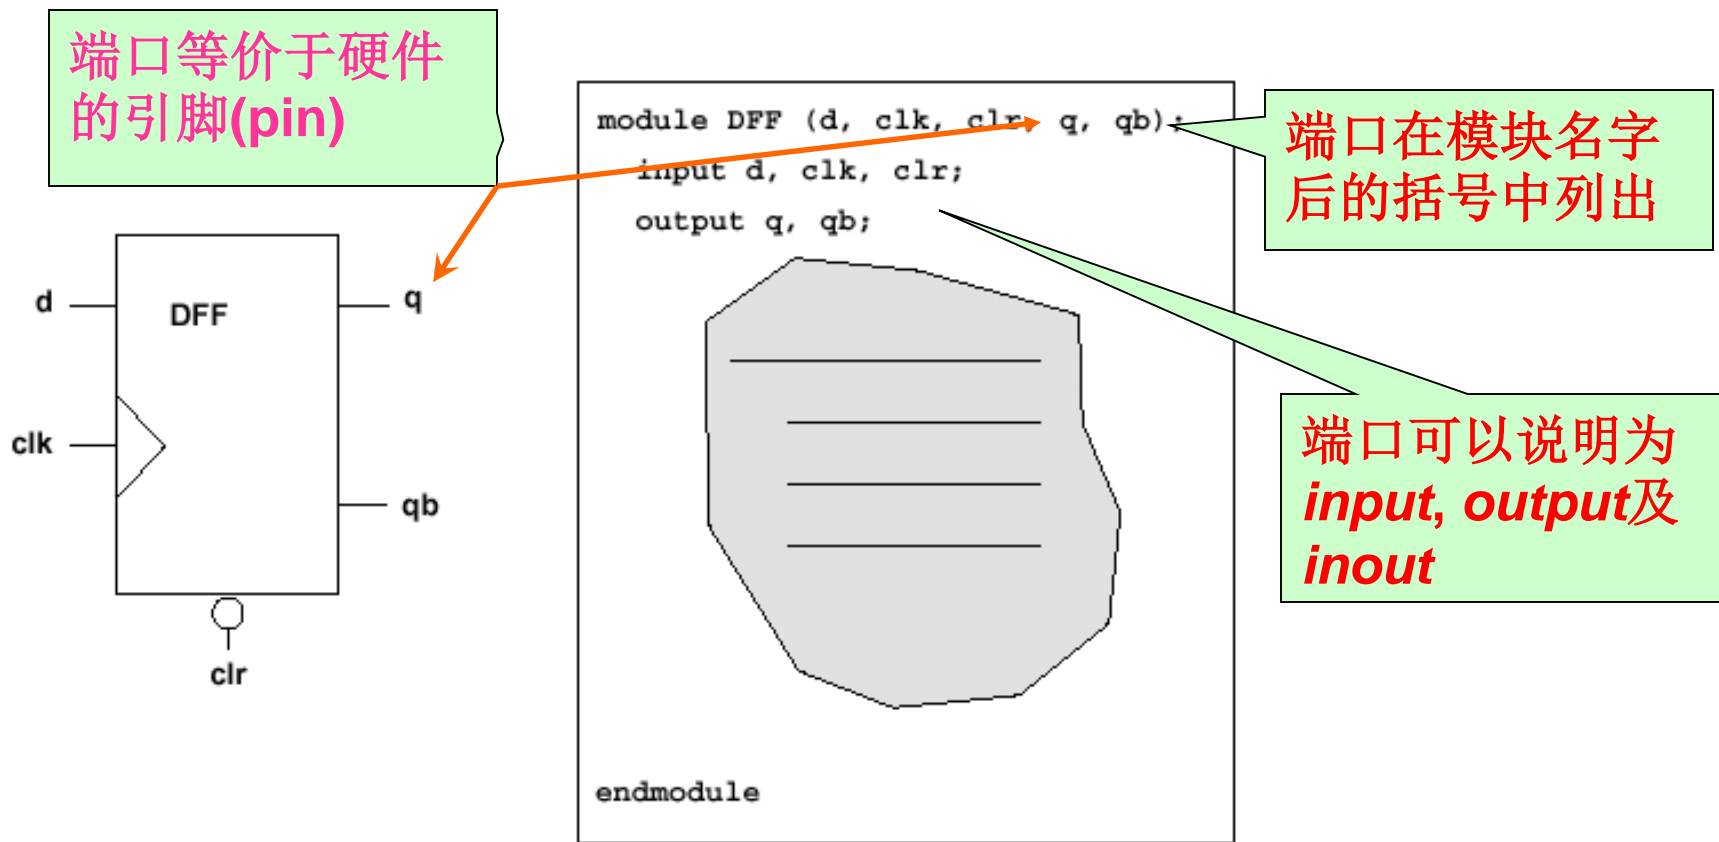 端口等价于硬件
的引脚(pin)
module DFF (d, clk, clr, q, qb);
input d, clk, clr;
output q, qb;
端口在模块名字
后的括号中列出
d
DFF
q
clk
qb
clr
端口可以说明为
input, output及
inout
endmodule